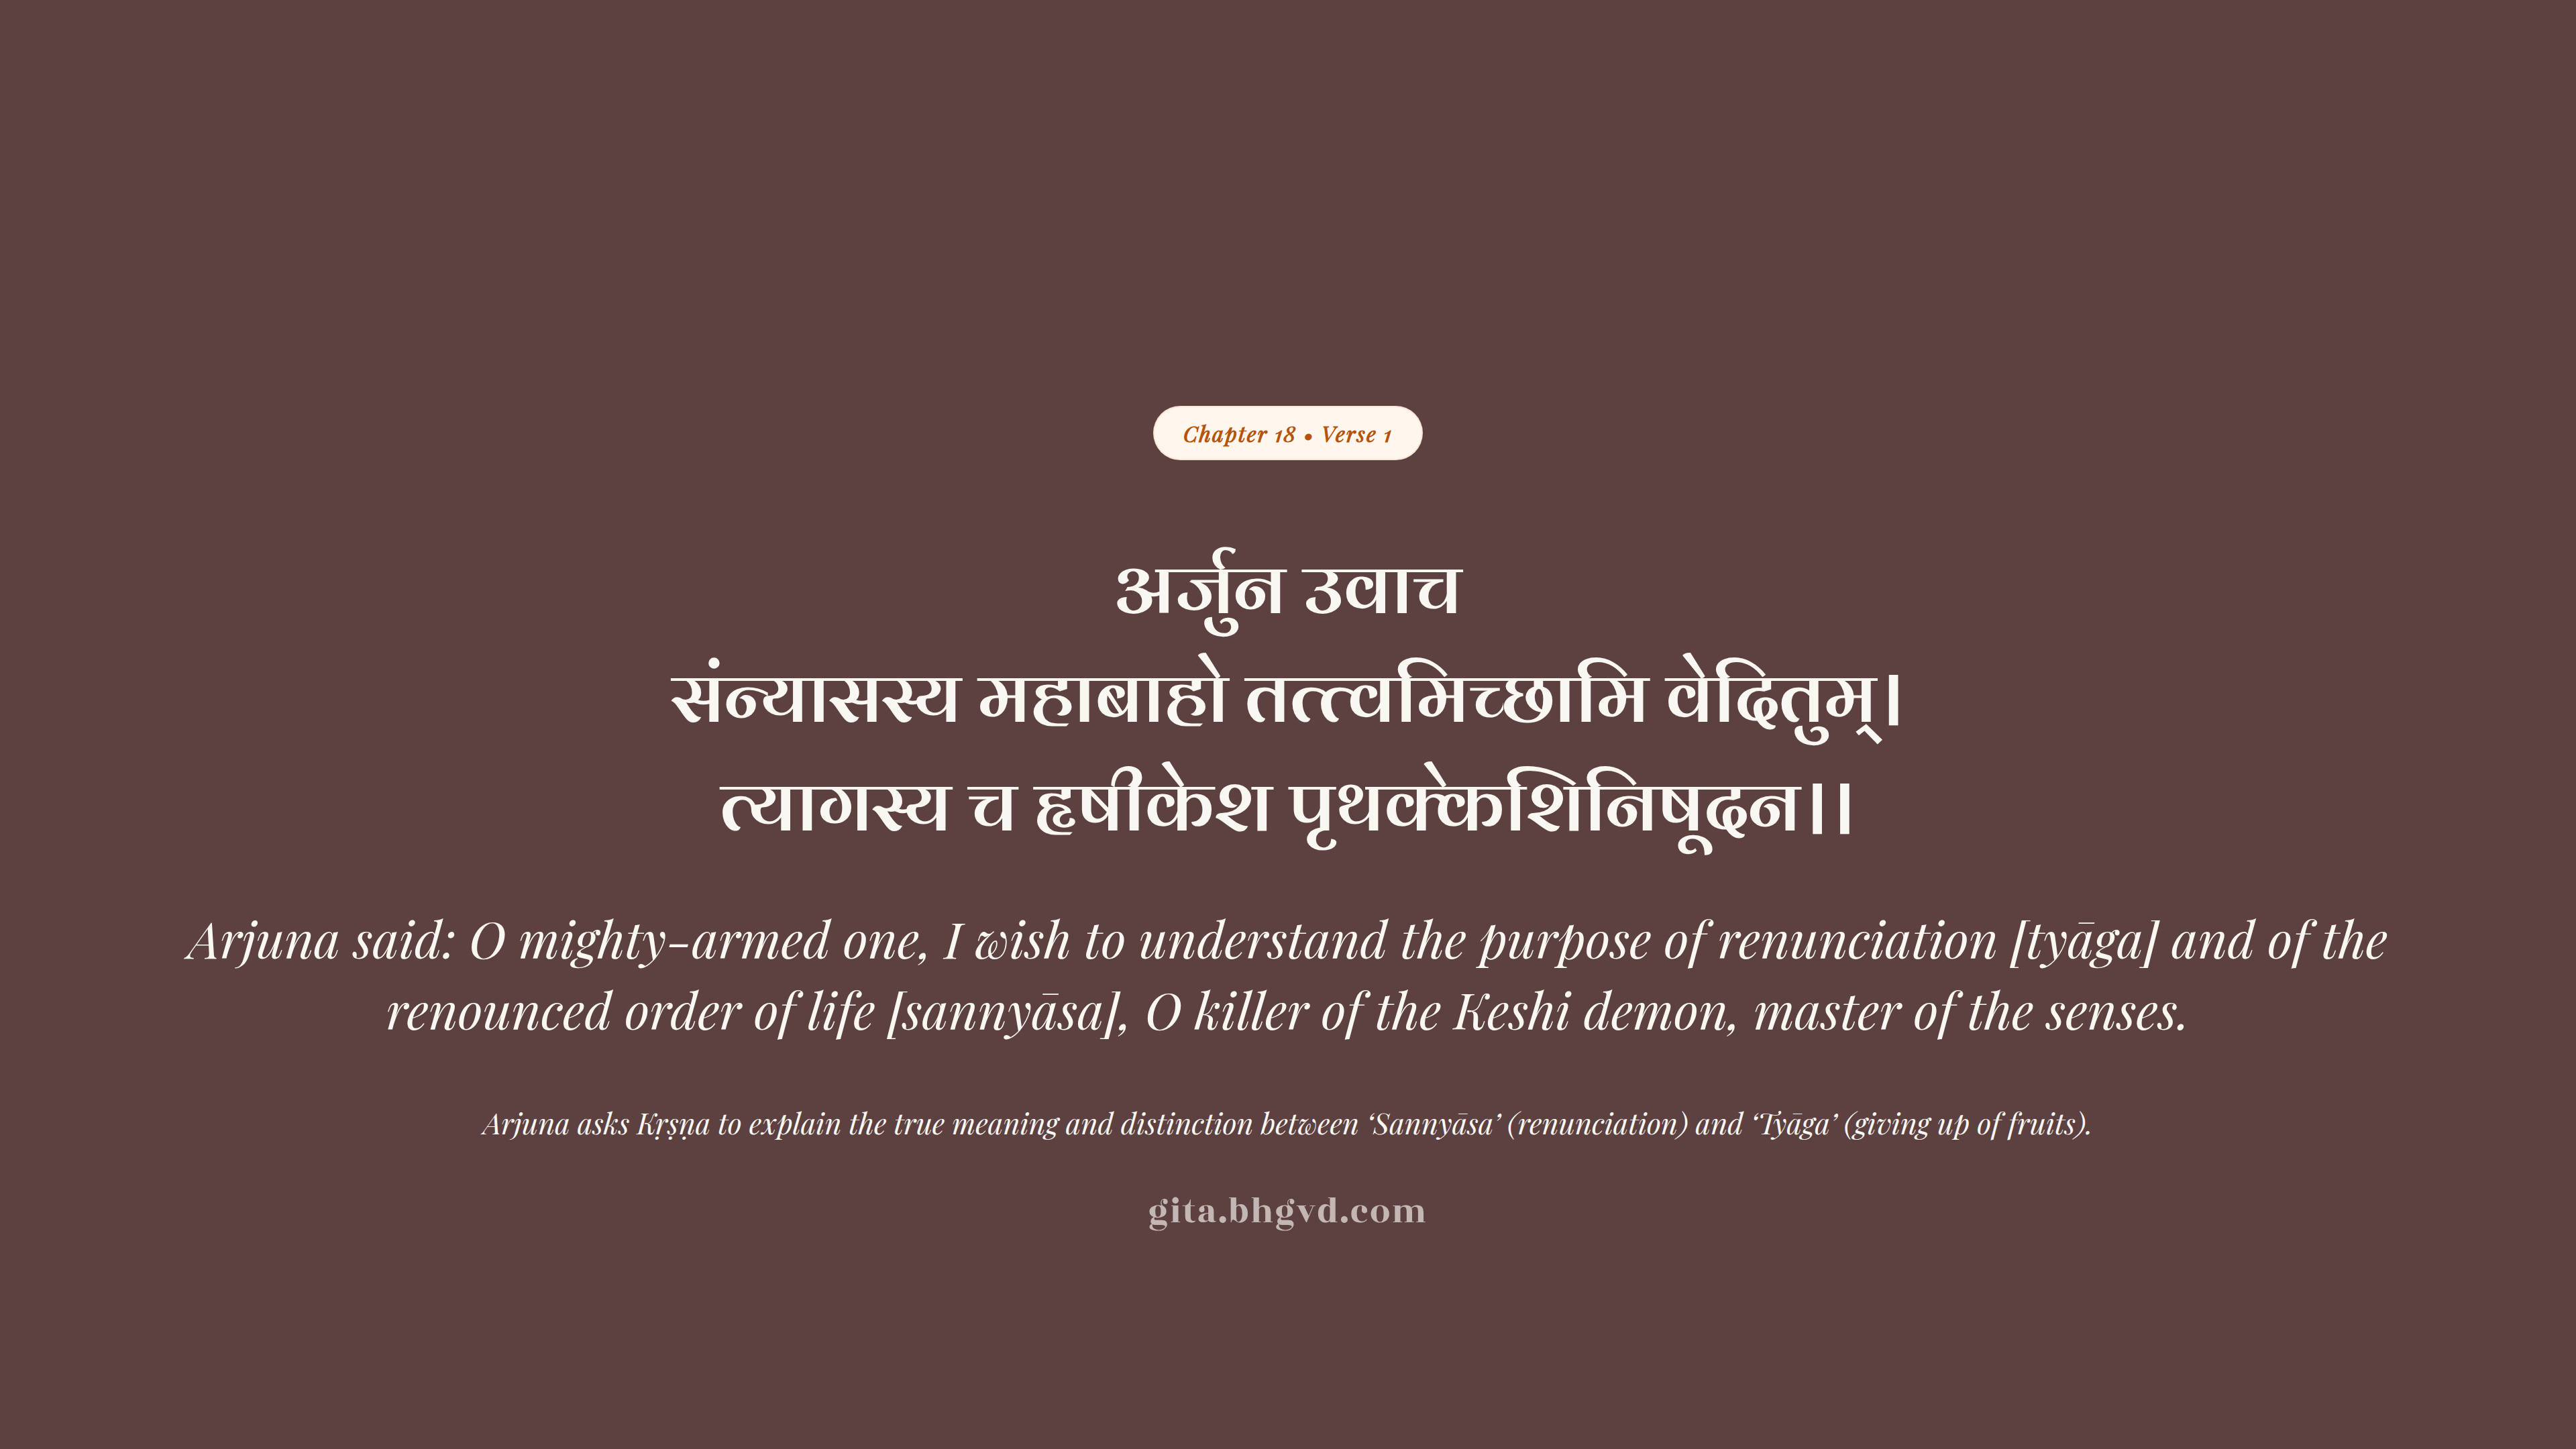 Chapter 18 • Verse 1
अर्जुन उवाच
संन्यासस्य महाबाहो तत्त्वमिच्छामि वेदितुम्।
त्यागस्य च हृषीकेश पृथक्केशिनिषूदन।।
Arjuna said: O mighty-armed one, I wish to understand the purpose of renunciation [tyāga] and of the
renounced order of life [sannyāsa], O killer of the Keshi demon, master of the senses.
Arjuna asks Kṛṣṇa to explain the true meaning and distinction between ‘Sannyāsa’ (renunciation) and ‘Tyāga’ (giving up of fruits).
gita.bhgvd.com